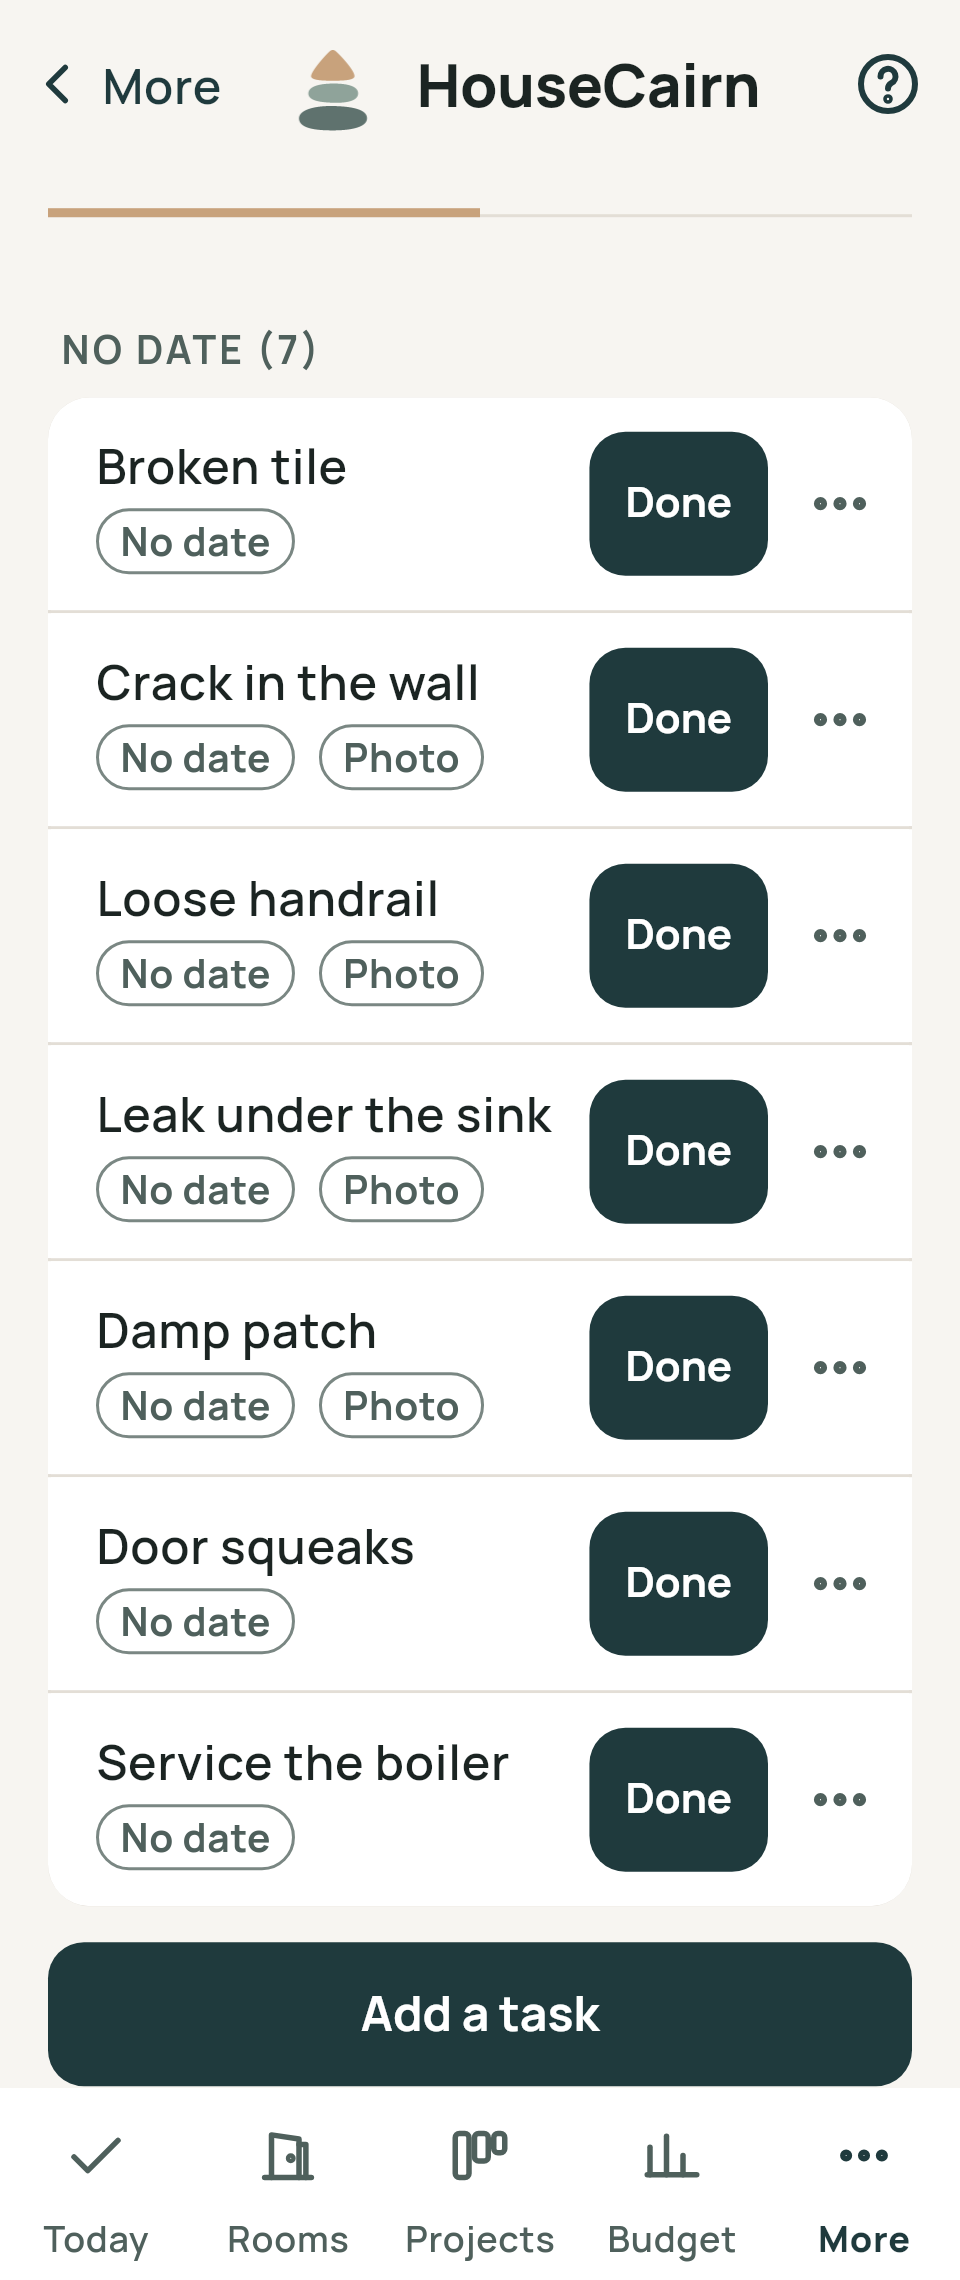 More
HouseCairn
NO DATE (7)
Broken tile
No date
Done
Crack in the wall
No date
Photo
Done
Loose handrail
No date
Photo
Done
Leak under the sink
No date
Photo
Done
Damp patch
No date
Photo
Done
Door squeaks
No date
Done
Service the boiler
No date
Done
Add a task
Today
Rooms
Projects
Budget
More